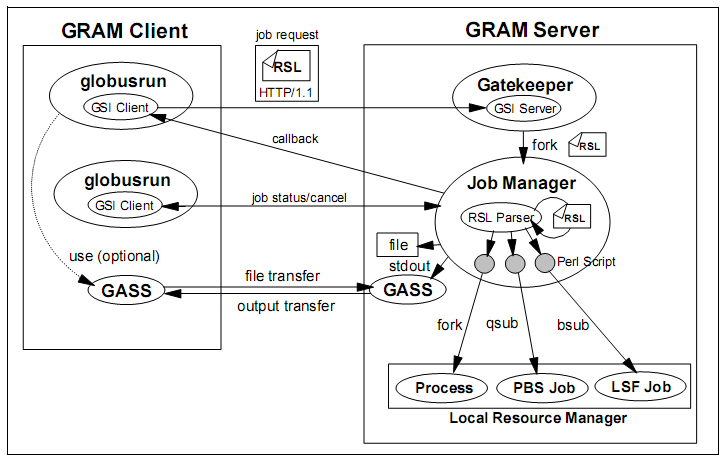 GRAM Client
job request
GRAM Server
RSL
HTTP/1.1
globusrun
GSI Client
Gatekeeper
GSI Server
callback
fork
RSL
globusrun
GSI Client
job status/cancel
Job Manager
RSL Parser
RSL
file
stdout
Perl Script
use (optional)
GASS
file transfer
output transfer
GASS
fork
qsub
bsub
Process
PBS Job
LSF Job
Local Resource Manager